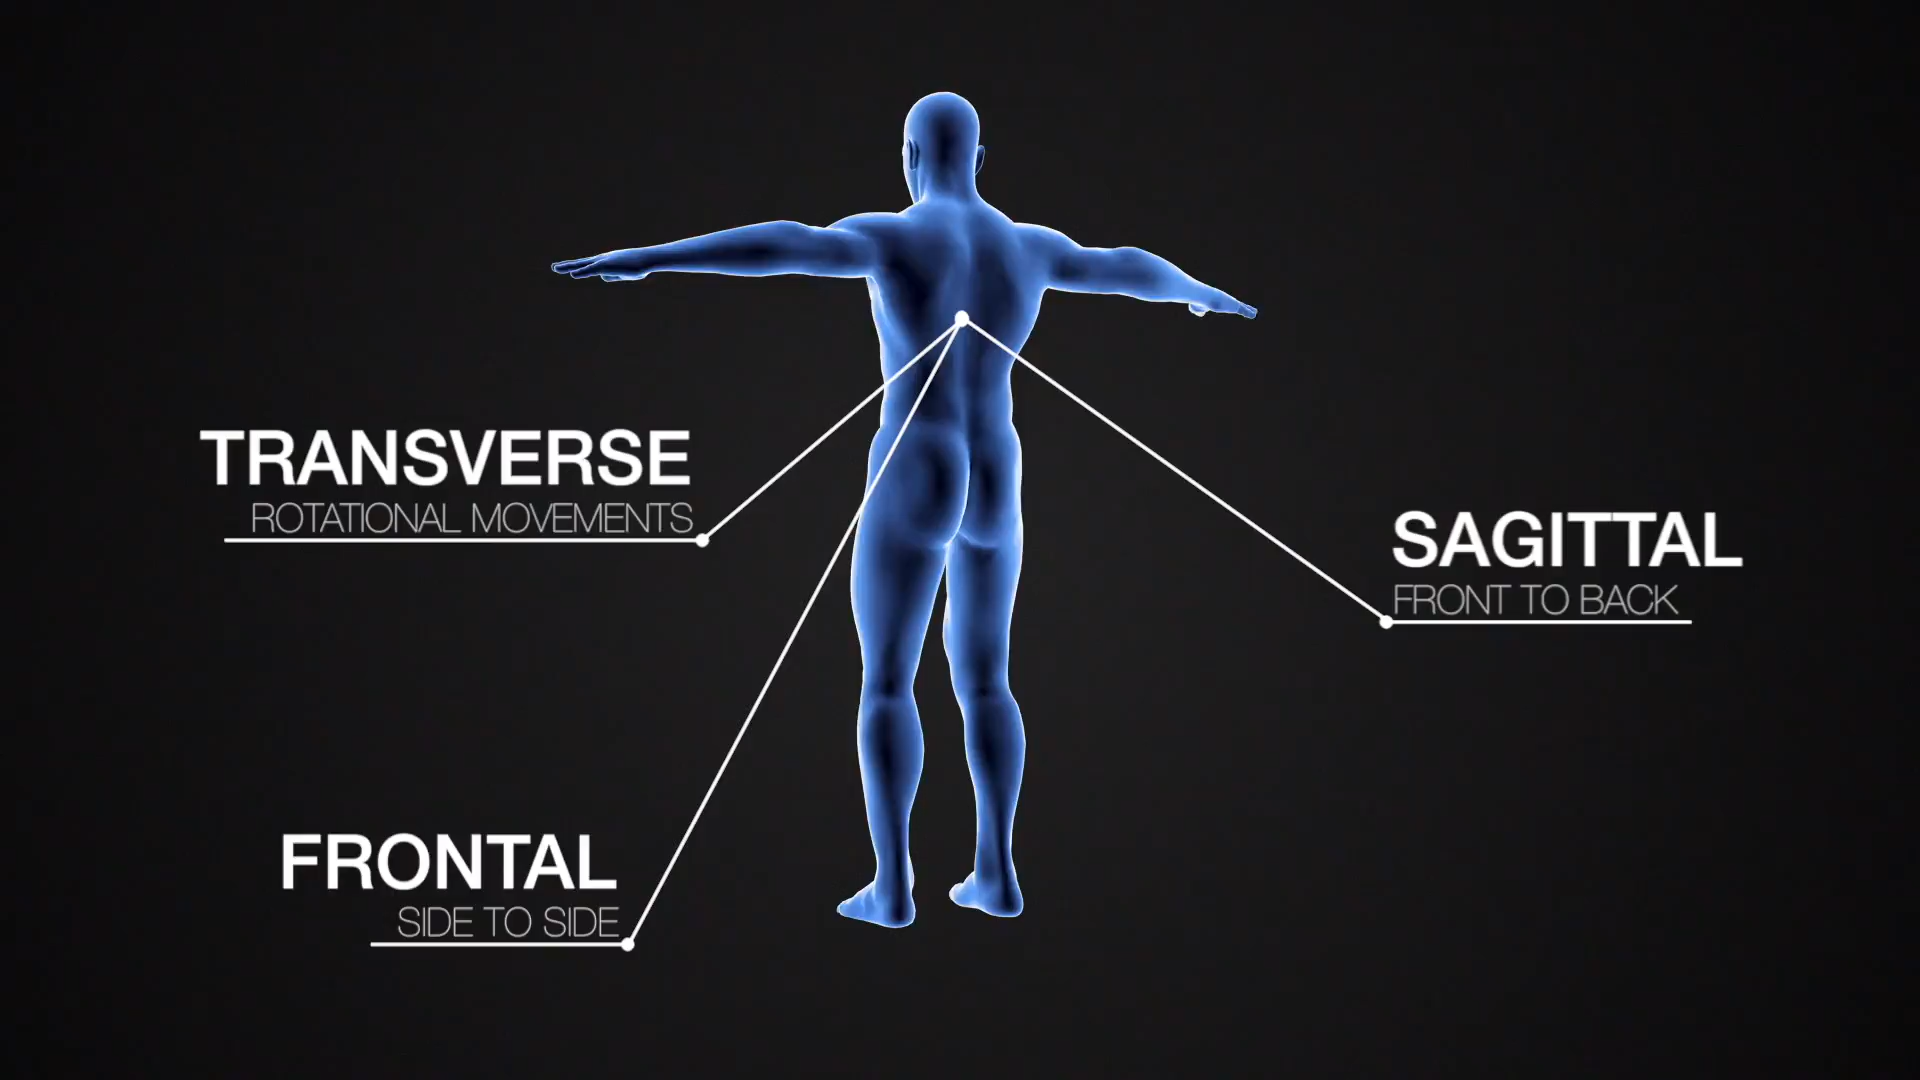 TRANSVERSE
ROTATIONAL MOVEMENTS
SAGITTAL
FRONT TO BACK
FRONTAL
SIDE TO SIDE